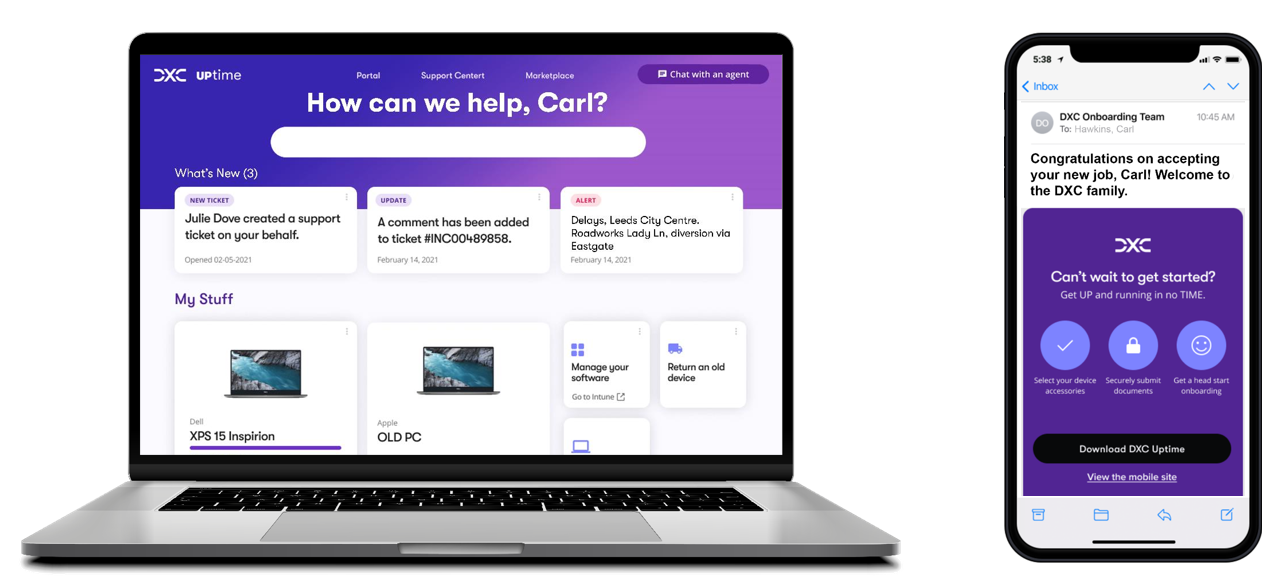 DXC UPtime
Portal
Support Centert
Marketplace
Chat with an agent
How can we help, Carl?
What's New (3)
NEW TICKET
Julie Dove created a support
ticket on your behalf.
Opened 02-05-2021
UPDATE
A comment has been added
to ticket #INC00489858.
February 14, 2021
ALERT
Delays, Leeds City Centre.
Roadworks Lady Ln, diversion via
Eastgate
February 14, 2021
My Stuff
Dell
XPS 15 Inspirion
Apple
OLD PC
Manage your
software
Go to Intune
Return an old
device
5:38
Inbox
DO
DXC Onboarding Team
10:45 AM
To: Hawkins, Carl
Congratulations on accepting
your new job, Carl! Welcome to
the DXC family.
DXC
Can't wait to get started?
Get UP and running in no TIME.
Select your device
accessories
Securely submit
documents
Get a head start
onboarding
Download DXC Uptime
View the mobile site